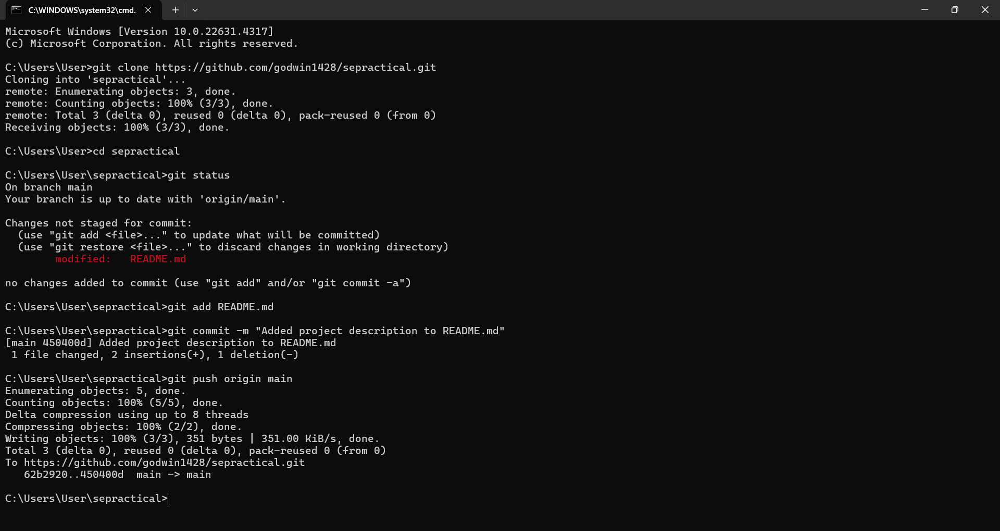 C:\WINDOWS\system32\cmd.
Microsoft Windows [Version 10.0.22631.4317]
(c) Microsoft Corporation. All rights reserved.
C:\Users\User>git clone https://github.com/godwin1428/sepractical.git
Cloning into 'sepractical'...
remote: Enumerating objects: 3, done.
remote: Counting objects: 100% (3/3), done.
remote: Total 3 (delta 0), reused 0 (delta 0), pack-reused 0 (from 0)
Receiving objects: 100% (3/3), done.
C:\Users\User>cd sepractical
C:\Users\User\sepractical>git status
On branch main
Your branch is up to date with 'origin/main'.
Changes not staged for commit:
  (use "git add <file>..." to update what will be committed)
  (use "git restore <file>..." to discard changes in working directory)
        modified:   README.md
no changes added to commit (use "git add" and/or "git commit -a")
C:\Users\User\sepractical>git add README.md
C:\Users\User\sepractical>git commit -m "Added project description to README.md"
[main 450400d] Added project description to README.md
 1 file changed, 2 insertions(+), 1 deletion(-)
C:\Users\User\sepractical>git push origin main
Enumerating objects: 5, done.
Counting objects: 100% (5/5), done.
Delta compression using up to 8 threads
Compressing objects: 100% (2/2), done.
Writing objects: 100% (3/3), 351 bytes | 351.00 KiB/s, done.
Total 3 (delta 0), reused 0 (delta 0), pack-reused 0 (from 0)
To https://github.com/godwin1428/sepractical.git
   62b2920..450400d  main -> main
C:\Users\User\sepractical>